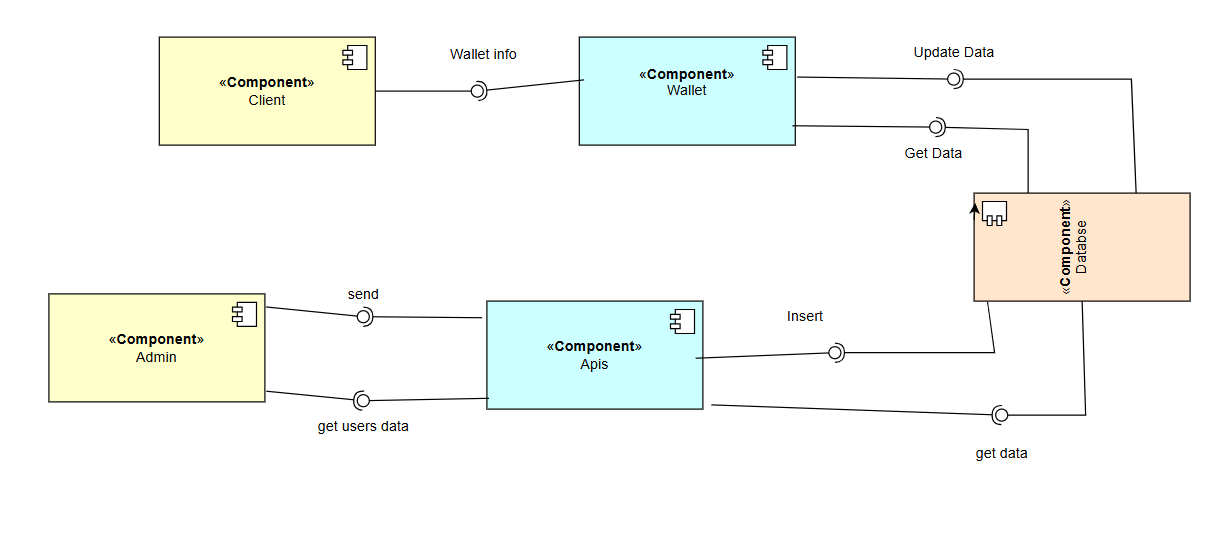 Wallet info
Update Data
«Component»
Client
«Component»
Wallet
Get Data
«Component»
Databse
send
«Component»
Admin
Insert
«Component»
Apis
get users data
get data